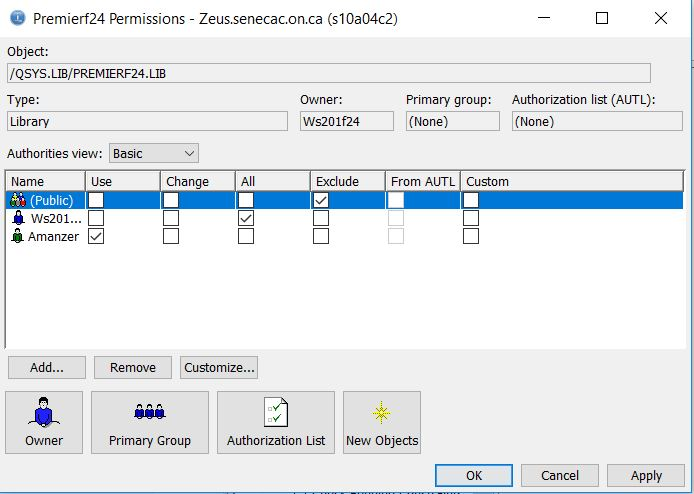 Premierf24 Permissions - Zeus.senecac.on.ca (s10a04c2)
Object:
/QSYS.LIB/PREMIERF24.LIB
Type: Owner: Primary group: Authorization list (AUTL):
Library Ws201f24 (None) (None)
Authorities view: Basic
Name Use Change All Exclude From AUTL Custom
(Public)
Ws201...
Amanzer
Add... Remove Customize...
Owner Primary Group Authorization List New Objects
OK Cancel Apply